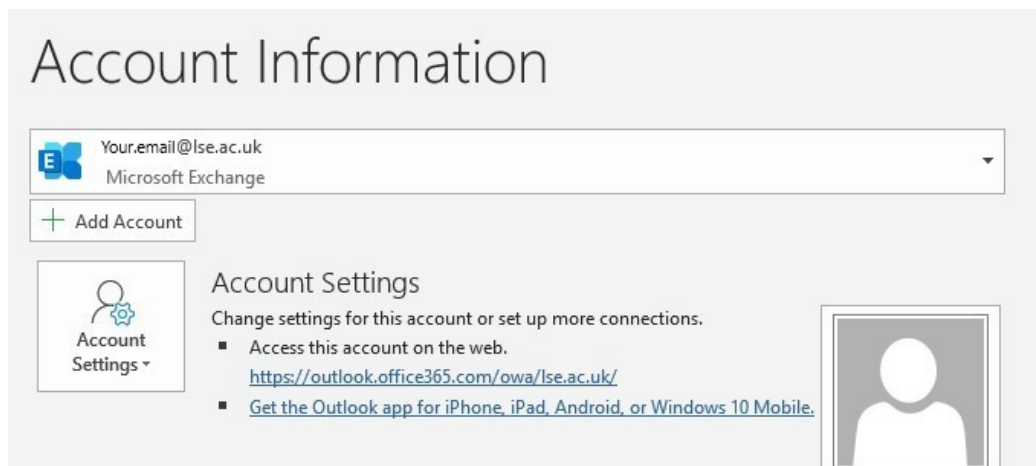 Account Information
E
Your.email@lse.ac.uk
Microsoft Exchange
Add Account
Account
Settings
Account Settings
Change settings for this account or set up more connections.
▪ Access this account on the web.
https://outlook.office365.com/owa/lse.ac.uk/
▪ Get the Outlook app for iPhone, iPad, Android, or Windows 10 Mobile.